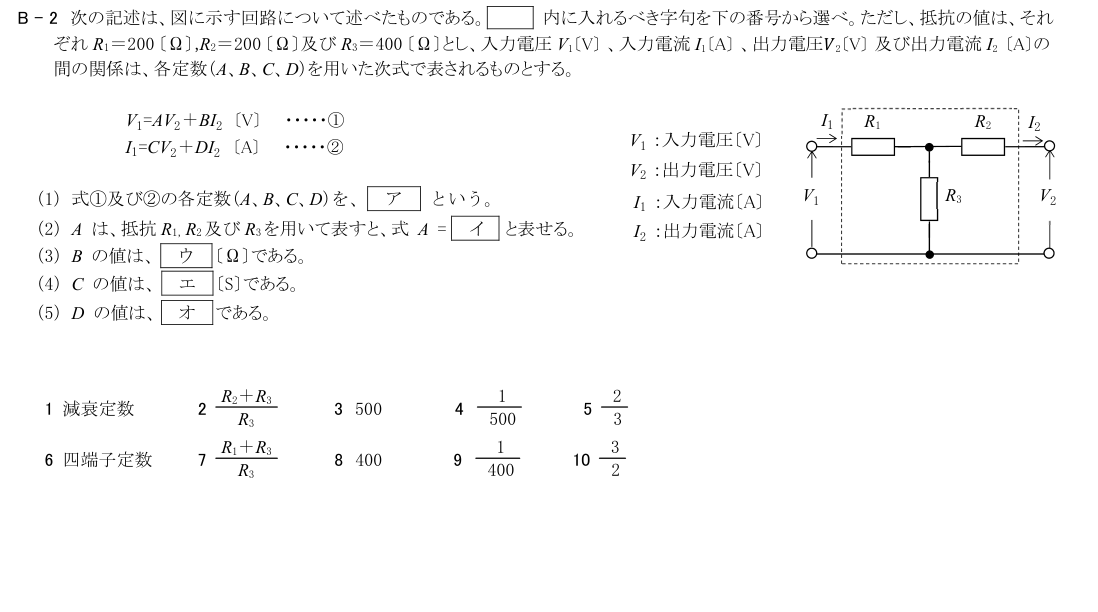 B－2 次の記述は、図に示す回路について述べたものである。 内に入れるべき字句を下の番号から選べ。ただし、抵抗の値は、それ
ぞれ R1＝200〔Ω〕,R2＝200〔Ω〕及び R3＝400〔Ω〕とし、入力電圧 V1〔V〕、入力電流 I1〔A〕、出力電圧V2〔V〕及び出力電流 I2〔A〕の
間の関係は、各定数(A、B、C、D)を用いた次式で表されるものとする。
V1=AV2＋BI2 〔V〕 ・・・・・①
I1=CV2＋DI2 〔A〕 ・・・・・②
(1) 式①及び②の各定数(A、B、C、D)を、 ア という。
(2) A は、抵抗 R1, R2 及び R3を用いて表すと、式 A = イ と表せる。
(3) B の値は、 ウ 〔Ω〕である。
(4) C の値は、 エ 〔S〕である。
(5) D の値は、 オ である。
V1 ：入力電圧〔V〕
V2 ：出力電圧〔V〕
I1 ：入力電流〔A〕
I2 ：出力電流〔A〕
I1 R1 R2 I2
V1 R3 V2
1 減衰定数 2 R2＋R3/R3 3 500 4 1/500 5 2/3
6 四端子定数 7 R1＋R3/R3 8 400 9 1/400 10 3/2